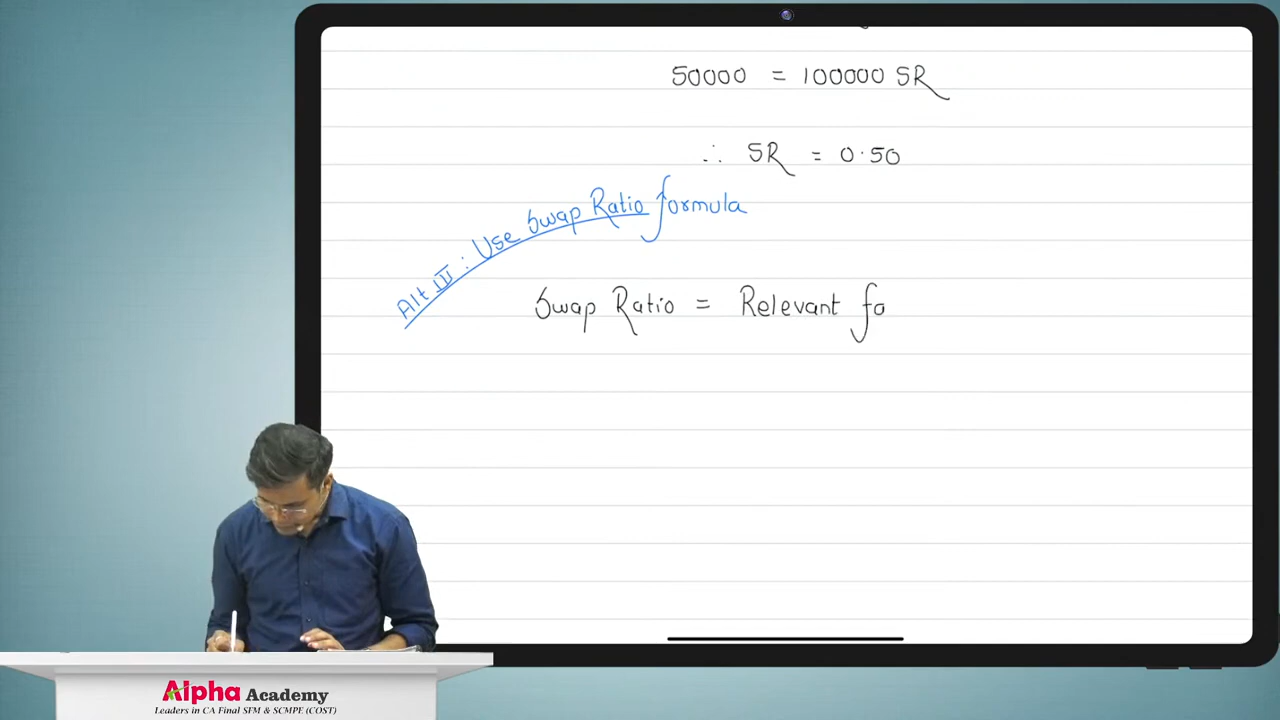 50000 = 100000 SR
∴ SR = 0.50
Alt III : Use Swap Ratio formula
Swap Ratio = Relevant fa
Alpha Academy
Leaders in CA Final SFM & SCMPE (COST)